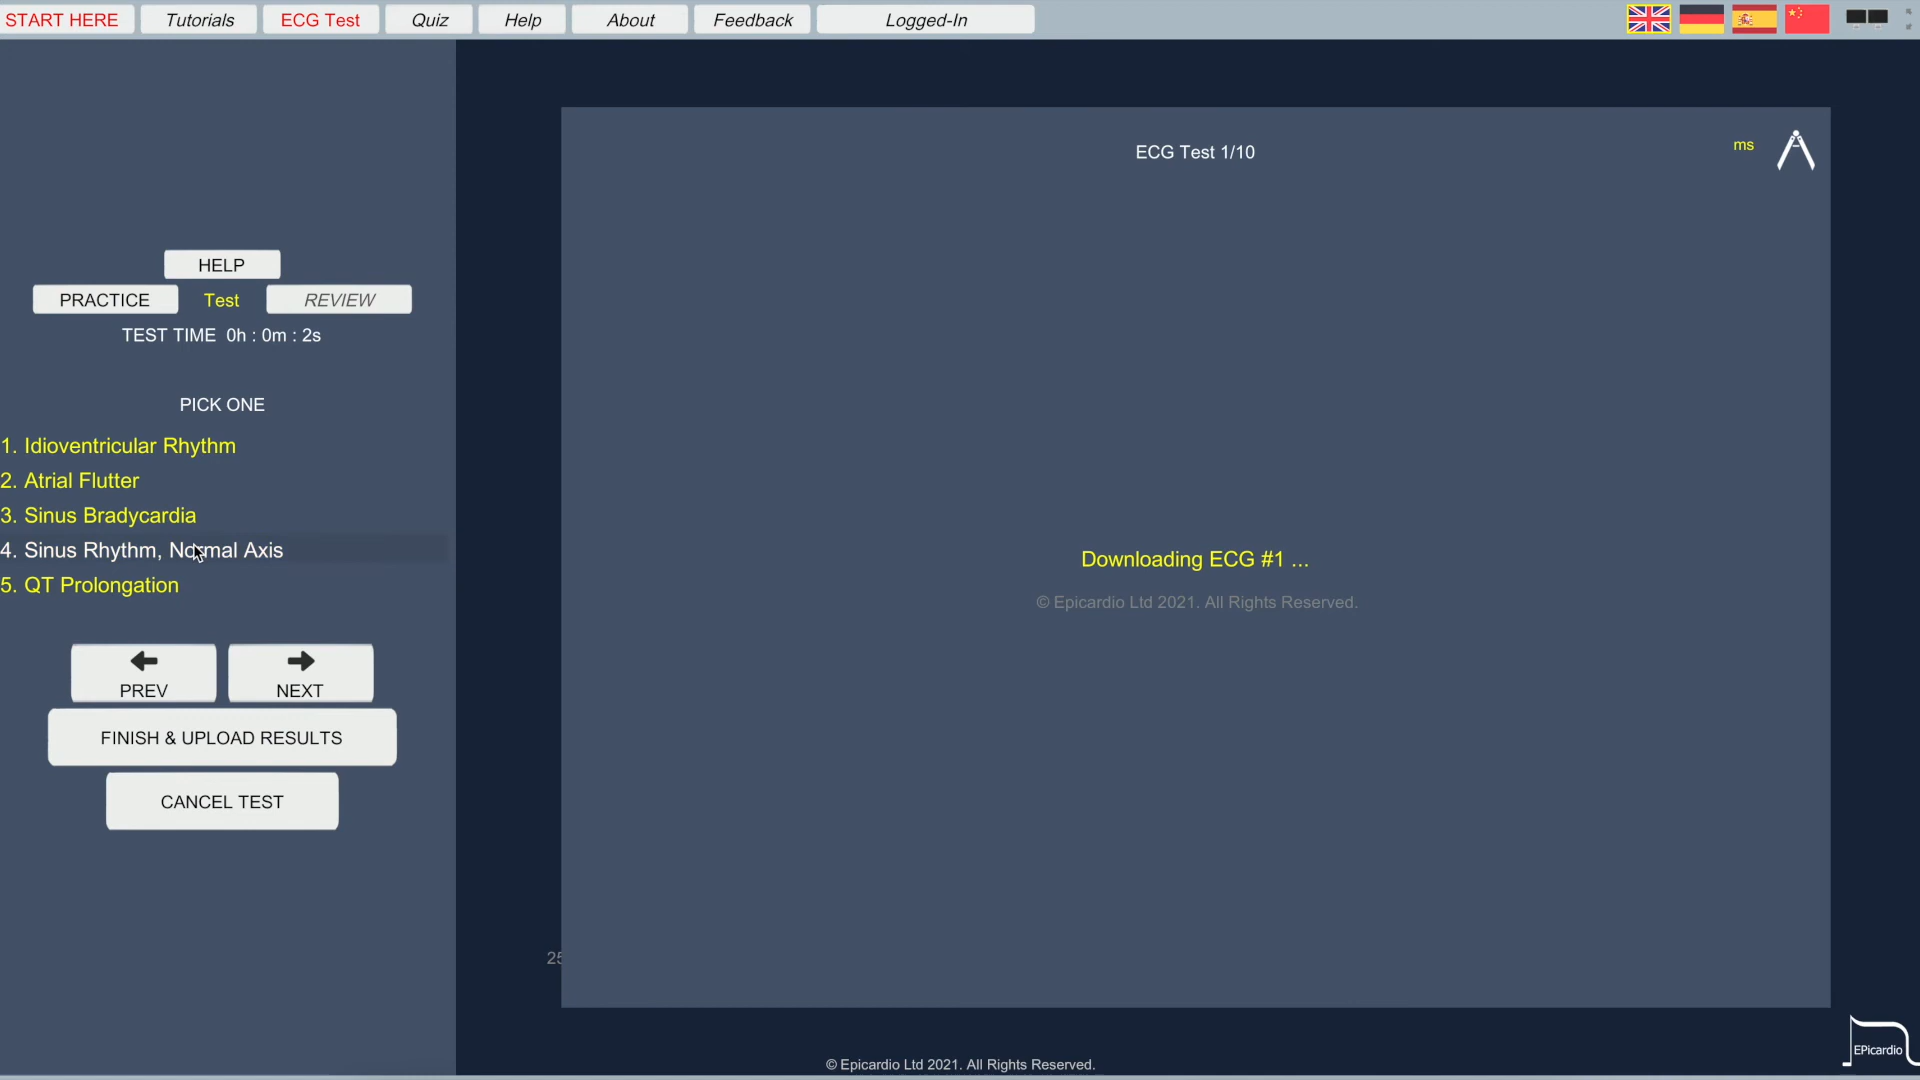 START HERE Tutorials ECG Test Quiz Help About Feedback Logged-In
ECG Test 1/10
ms
HELP
PRACTICE Test REVIEW
TEST TIME 0h : 0m : 2s
PICK ONE
1. Idioventricular Rhythm
2. Atrial Flutter
3. Sinus Bradycardia
4. Sinus Rhythm, Normal Axis
5. QT Prolongation
Downloading ECG #1 ...
© Epicardio Ltd 2021. All Rights Reserved.
PREV NEXT
FINISH & UPLOAD RESULTS
CANCEL TEST
EPicardio
© Epicardio Ltd 2021. All Rights Reserved.